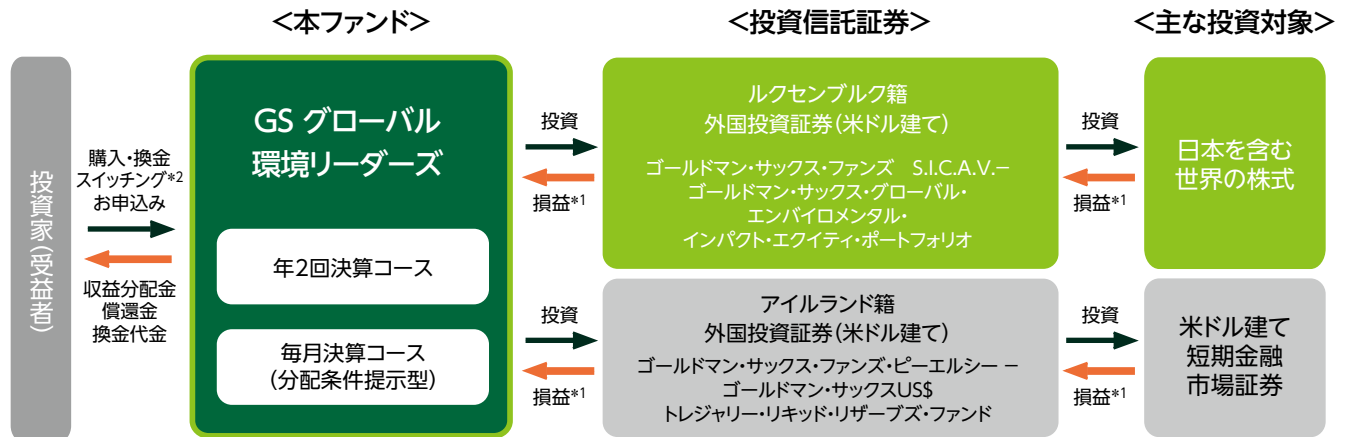 <本ファンド>
<投資信託証券>
<主な投資対象>
投資家(受益者)
購入・換金
スイッチング*2
お申込み
収益分配金
償還金
換金代金
GS グローバル
環境リーダーズ
年2回決算コース
毎月決算コース
(分配条件提示型)
投資
損益*1
投資
損益*1
ルクセンブルク籍
外国投資証券(米ドル建て)
ゴールドマン・サックス・ファンズ S.I.C.A.V.−
ゴールドマン・サックス・グローバル・
エンバイロメンタル・
インパクト・エクイティ・ポートフォリオ
アイルランド籍
外国投資証券(米ドル建て)
ゴールドマン・サックス・ファンズ・ピーエルシー −
ゴールドマン・サックスUS$
トレジャリー・リキッド・リザーブズ・ファンド
投資
損益*1
投資
損益*1
日本を含む
世界の株式
米ドル建て
短期金融
市場証券